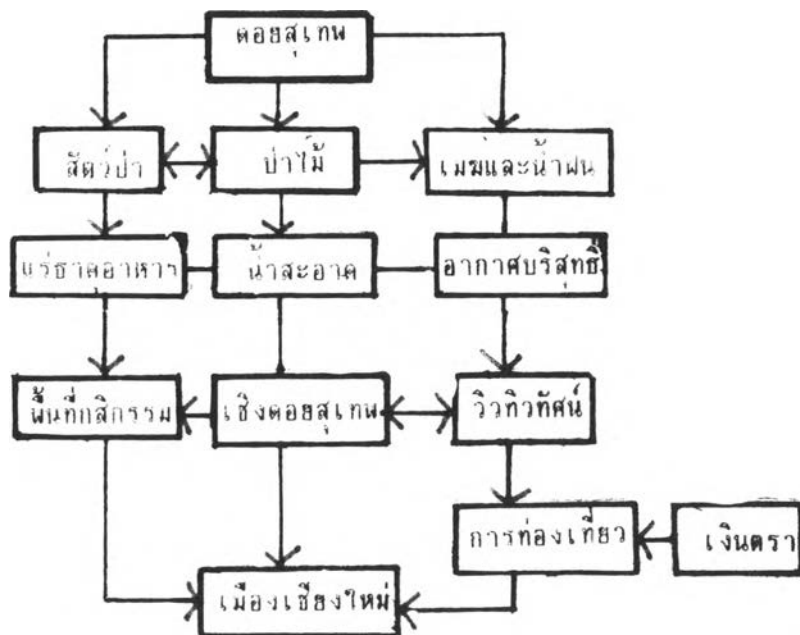 ดอยสุเทพ
สัตว์ป่า
ป่าไม้
เมฆและน้ำฝน
แร่ธาตุอาหาร
น้ำสะอาด
อากาศบริสุทธิ์
พื้นที่กสิกรรม
เชิงดอยสุเทพ
วิวทิวทัศน์
การท่องเที่ยว
เงินตรา
เมืองเชียงใหม่